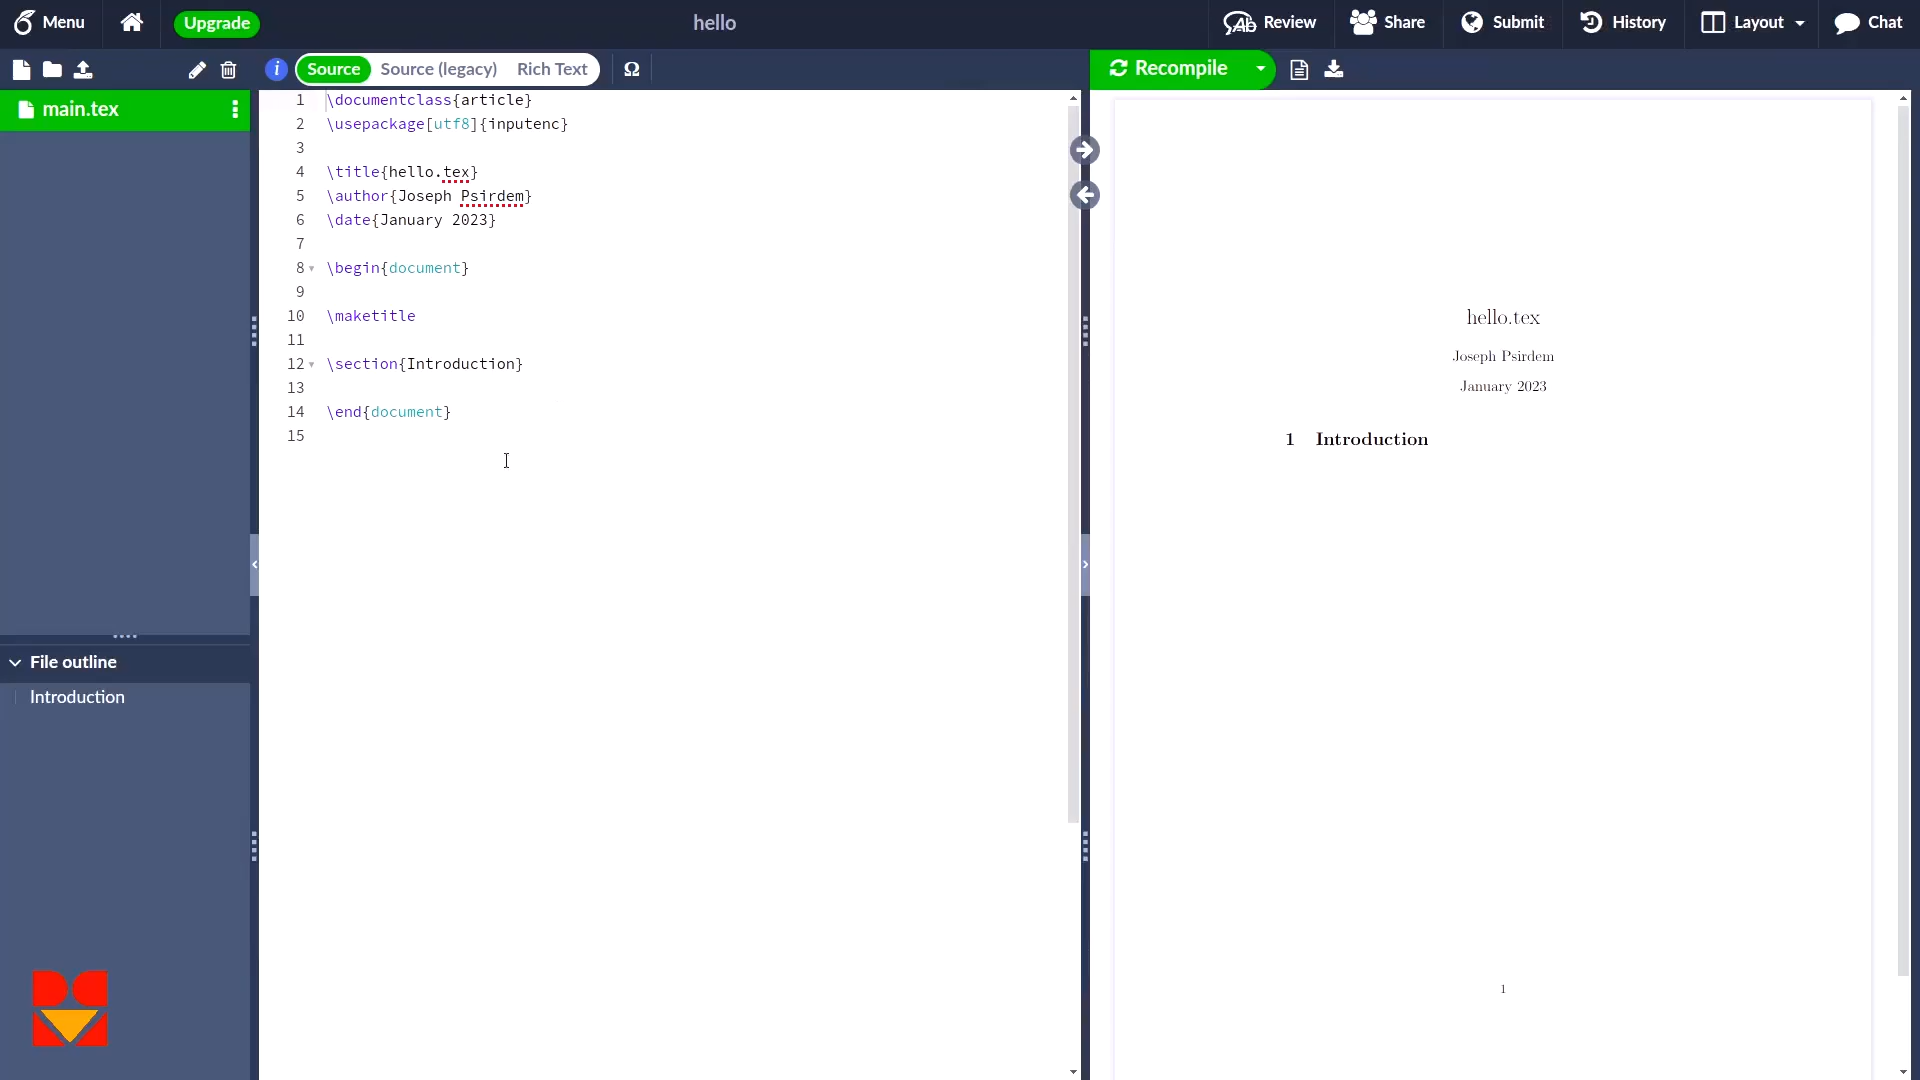 Menu
Upgrade
hello
Review
Share
Submit
History
Layout
Chat
i
Source
Source (legacy)
Rich Text
Ω
Recompile
main.tex
1 \documentclass{article}
2 \usepackage[utf8]{inputenc}
3
4 \title{hello.tex}
5 \author{Joseph Psirdem}
6 \date{January 2023}
7
8 \begin{document}
9
10 \maketitle
11
12 \section{Introduction}
13
14 \end{document}
15
File outline
Introduction
hello.tex
Joseph Psirdem
January 2023
1 Introduction
1